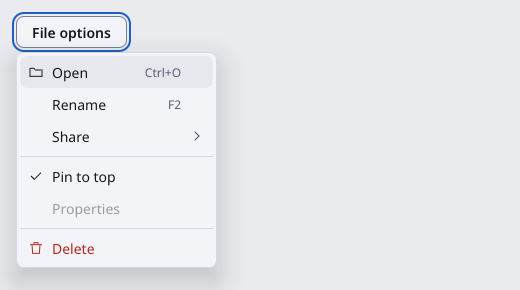 File options
Open Ctrl+O
Rename F2
Share
Pin to top
Properties
Delete